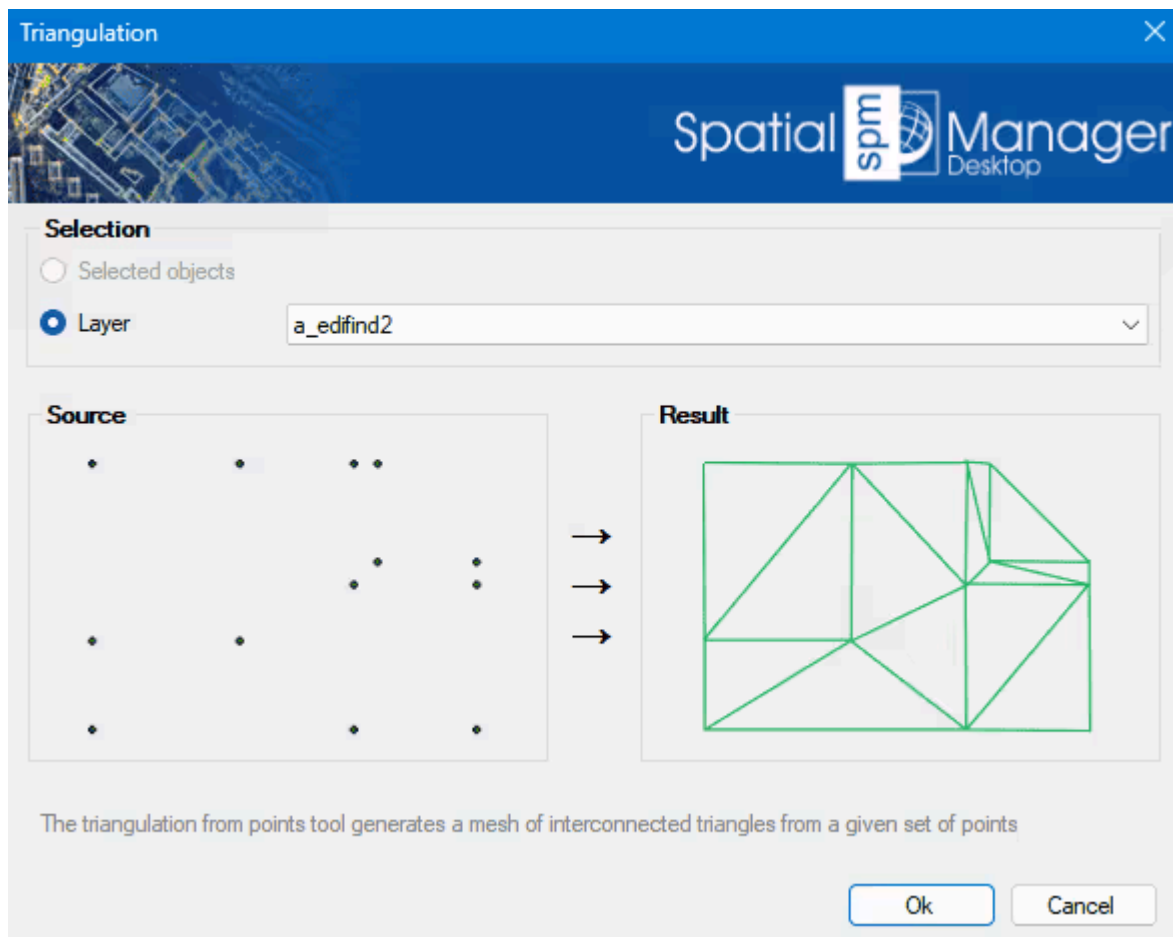 Triangulation
Spatial spm Manager
Desktop
Selection
Selected objects
Layer a_edifind2
Source Result
The triangulation from points tool generates a mesh of interconnected triangles from a given set of points
Ok Cancel